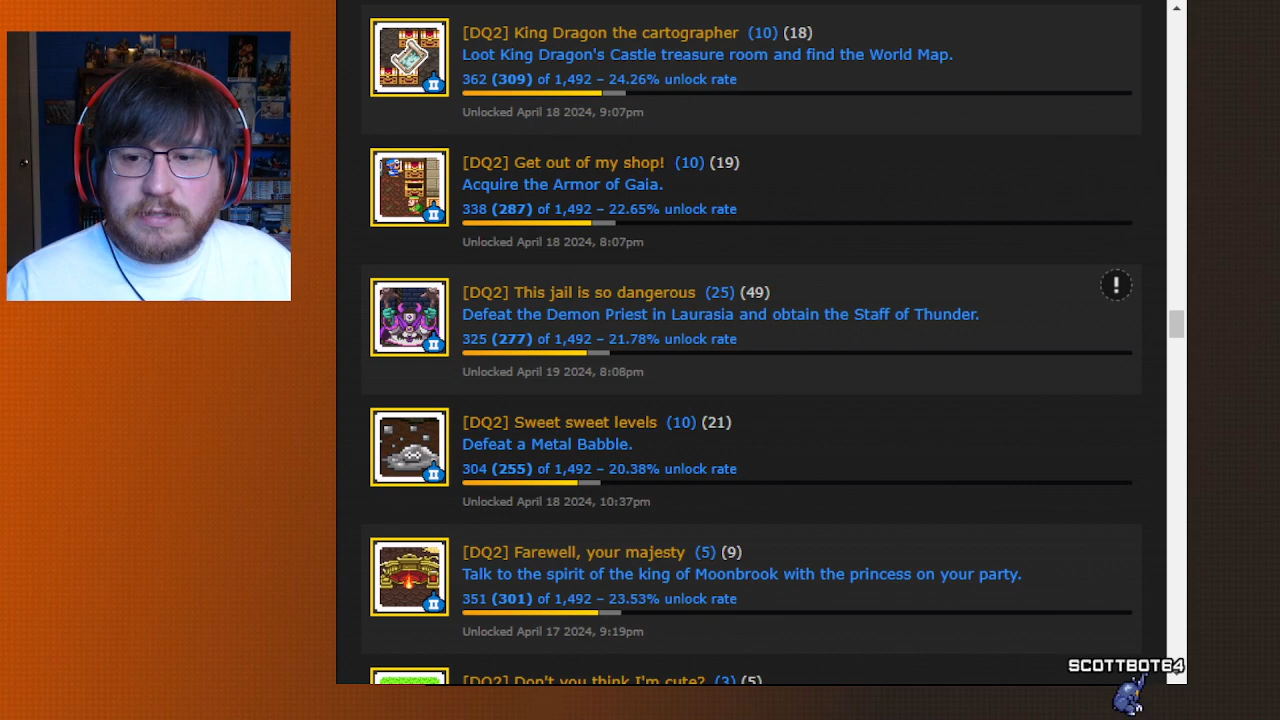 [DQ2] King Dragon the cartographer (10) (18)
Loot King Dragon's Castle treasure room and find the World Map.
362 (309) of 1,492 – 24.26% unlock rate
Unlocked April 18 2024, 9:07pm
II
[DQ2] Get out of my shop! (10) (19)
Acquire the Armor of Gaia.
338 (287) of 1,492 – 22.65% unlock rate
Unlocked April 18 2024, 8:07pm
II
[DQ2] This jail is so dangerous (25) (49)
!
Defeat the Demon Priest in Laurasia and obtain the Staff of Thunder.
325 (277) of 1,492 – 21.78% unlock rate
Unlocked April 19 2024, 8:08pm
II
[DQ2] Sweet sweet levels (10) (21)
Defeat a Metal Babble.
304 (255) of 1,492 – 20.38% unlock rate
Unlocked April 18 2024, 10:37pm
II
[DQ2] Farewell, your majesty (5) (9)
Talk to the spirit of the king of Moonbrook with the princess on your party.
351 (301) of 1,492 – 23.53% unlock rate
Unlocked April 17 2024, 9:19pm
II
[DQ2] Don't you think I'm cute? (3) (5)
SCOTTBOT64